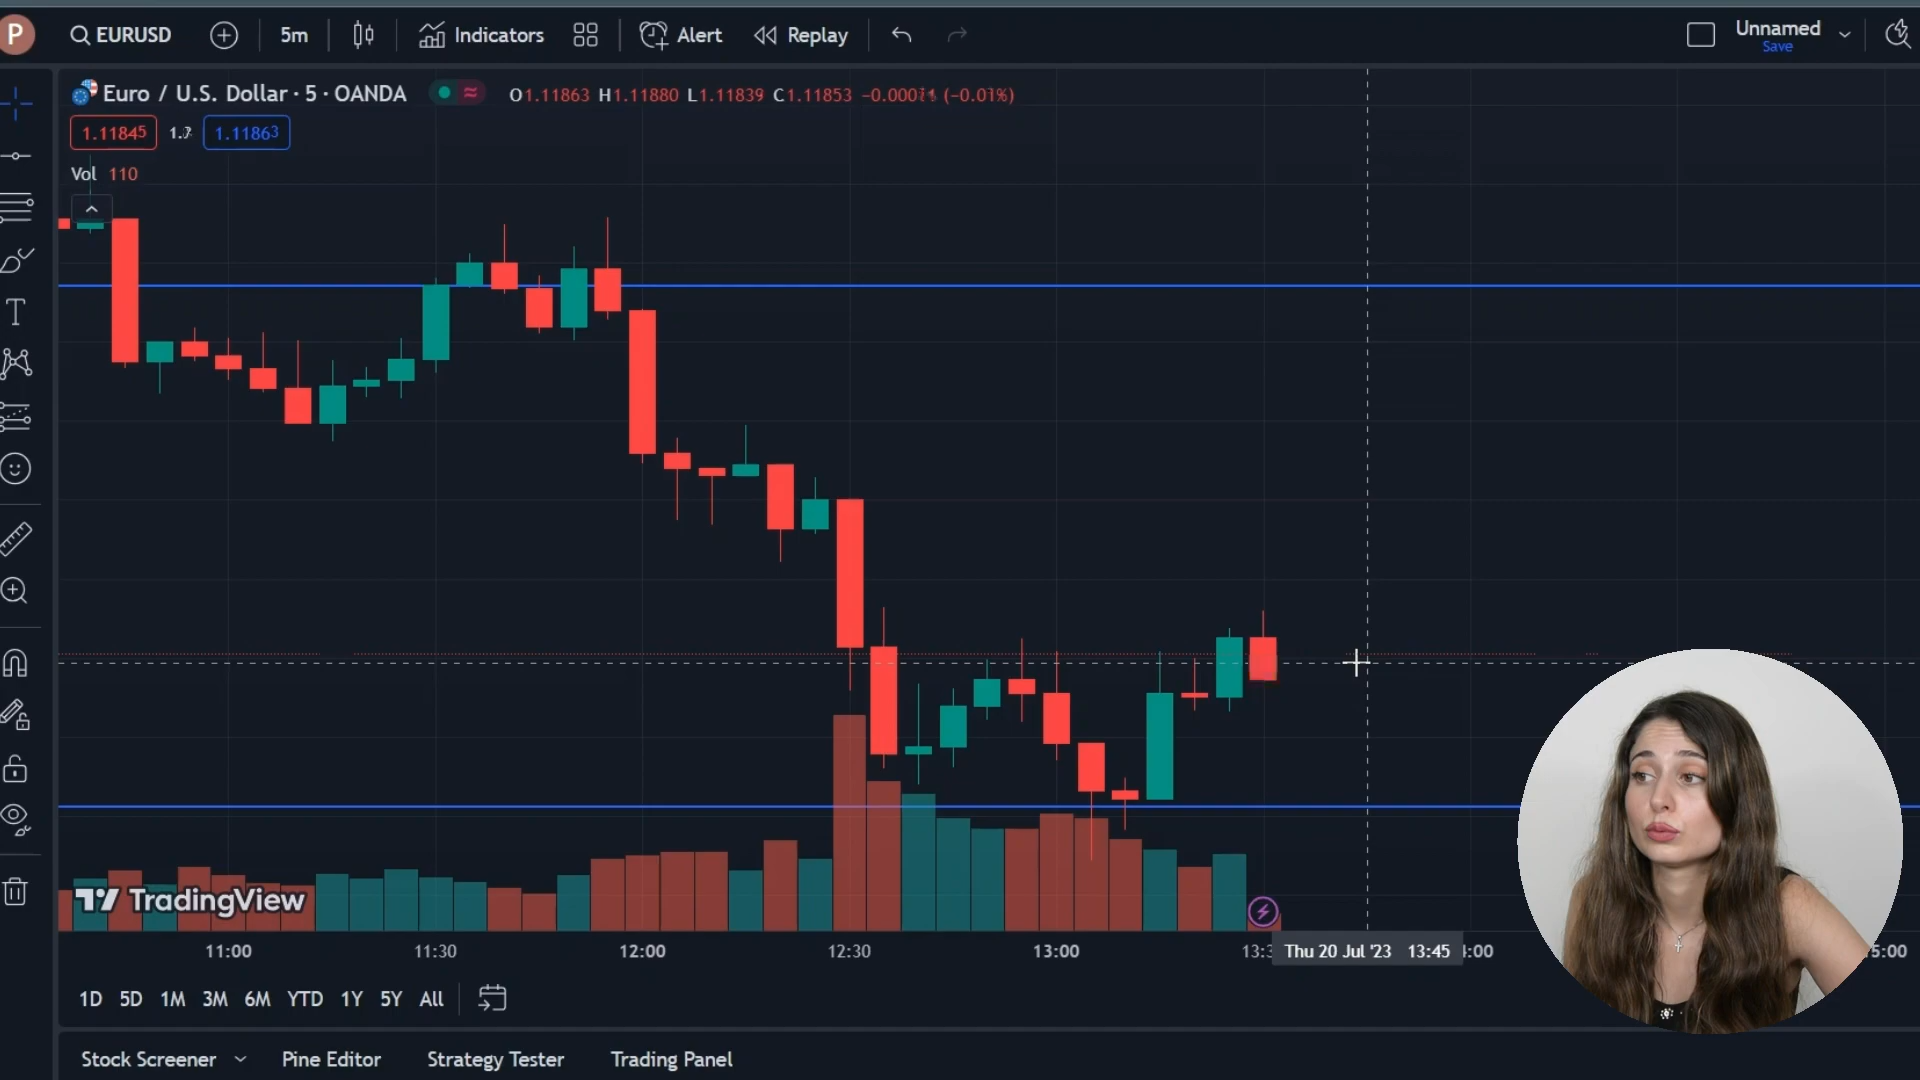 P
EURUSD
5m
Indicators
Alert
Replay
Unnamed
Save
Euro / U.S. Dollar · 5 · OANDA
O1.11863 H1.11880 L1.11839 C1.11853 (−0.01%)
1.11845
1.11863
Vol 110
TradingView
11:00 11:30 12:00 12:30 13:00 Thu 20 Jul '23 13:45
1D 5D 1M 3M 6M YTD 1Y 5Y All
Stock Screener Pine Editor Strategy Tester Trading Panel